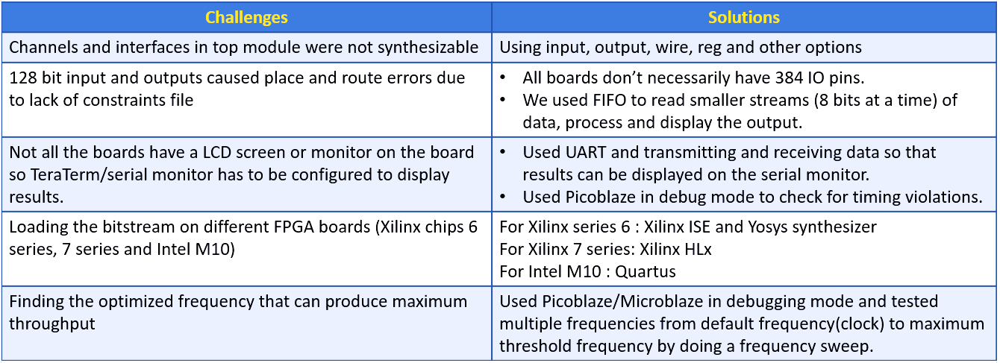 Challenges
Solutions
Channels and interfaces in top module were not synthesizable
Using input, output, wire, reg and other options
128 bit input and outputs caused place and route errors due
to lack of constraints file
• All boards don’t necessarily have 384 IO pins.
• We used FIFO to read smaller streams (8 bits at a time) of
data, process and display the output.
Not all the boards have a LCD screen or monitor on the board
so TeraTerm/serial monitor has to be configured to display
results.
• Used UART and transmitting and receiving data so that
results can be displayed on the serial monitor.
• Used Picoblaze in debug mode to check for timing violations.
Loading the bitstream on different FPGA boards (Xilinx chips 6
series, 7 series and Intel M10)
For Xilinx series 6 : Xilinx ISE and Yosys synthesizer
For Xilinx 7 series: Xilinx HLx
For Intel M10 : Quartus
Finding the optimized frequency that can produce maximum
throughput
Used Picoblaze/Microblaze in debugging mode and tested
multiple frequencies from default frequency(clock) to maximum
threshold frequency by doing a frequency sweep.